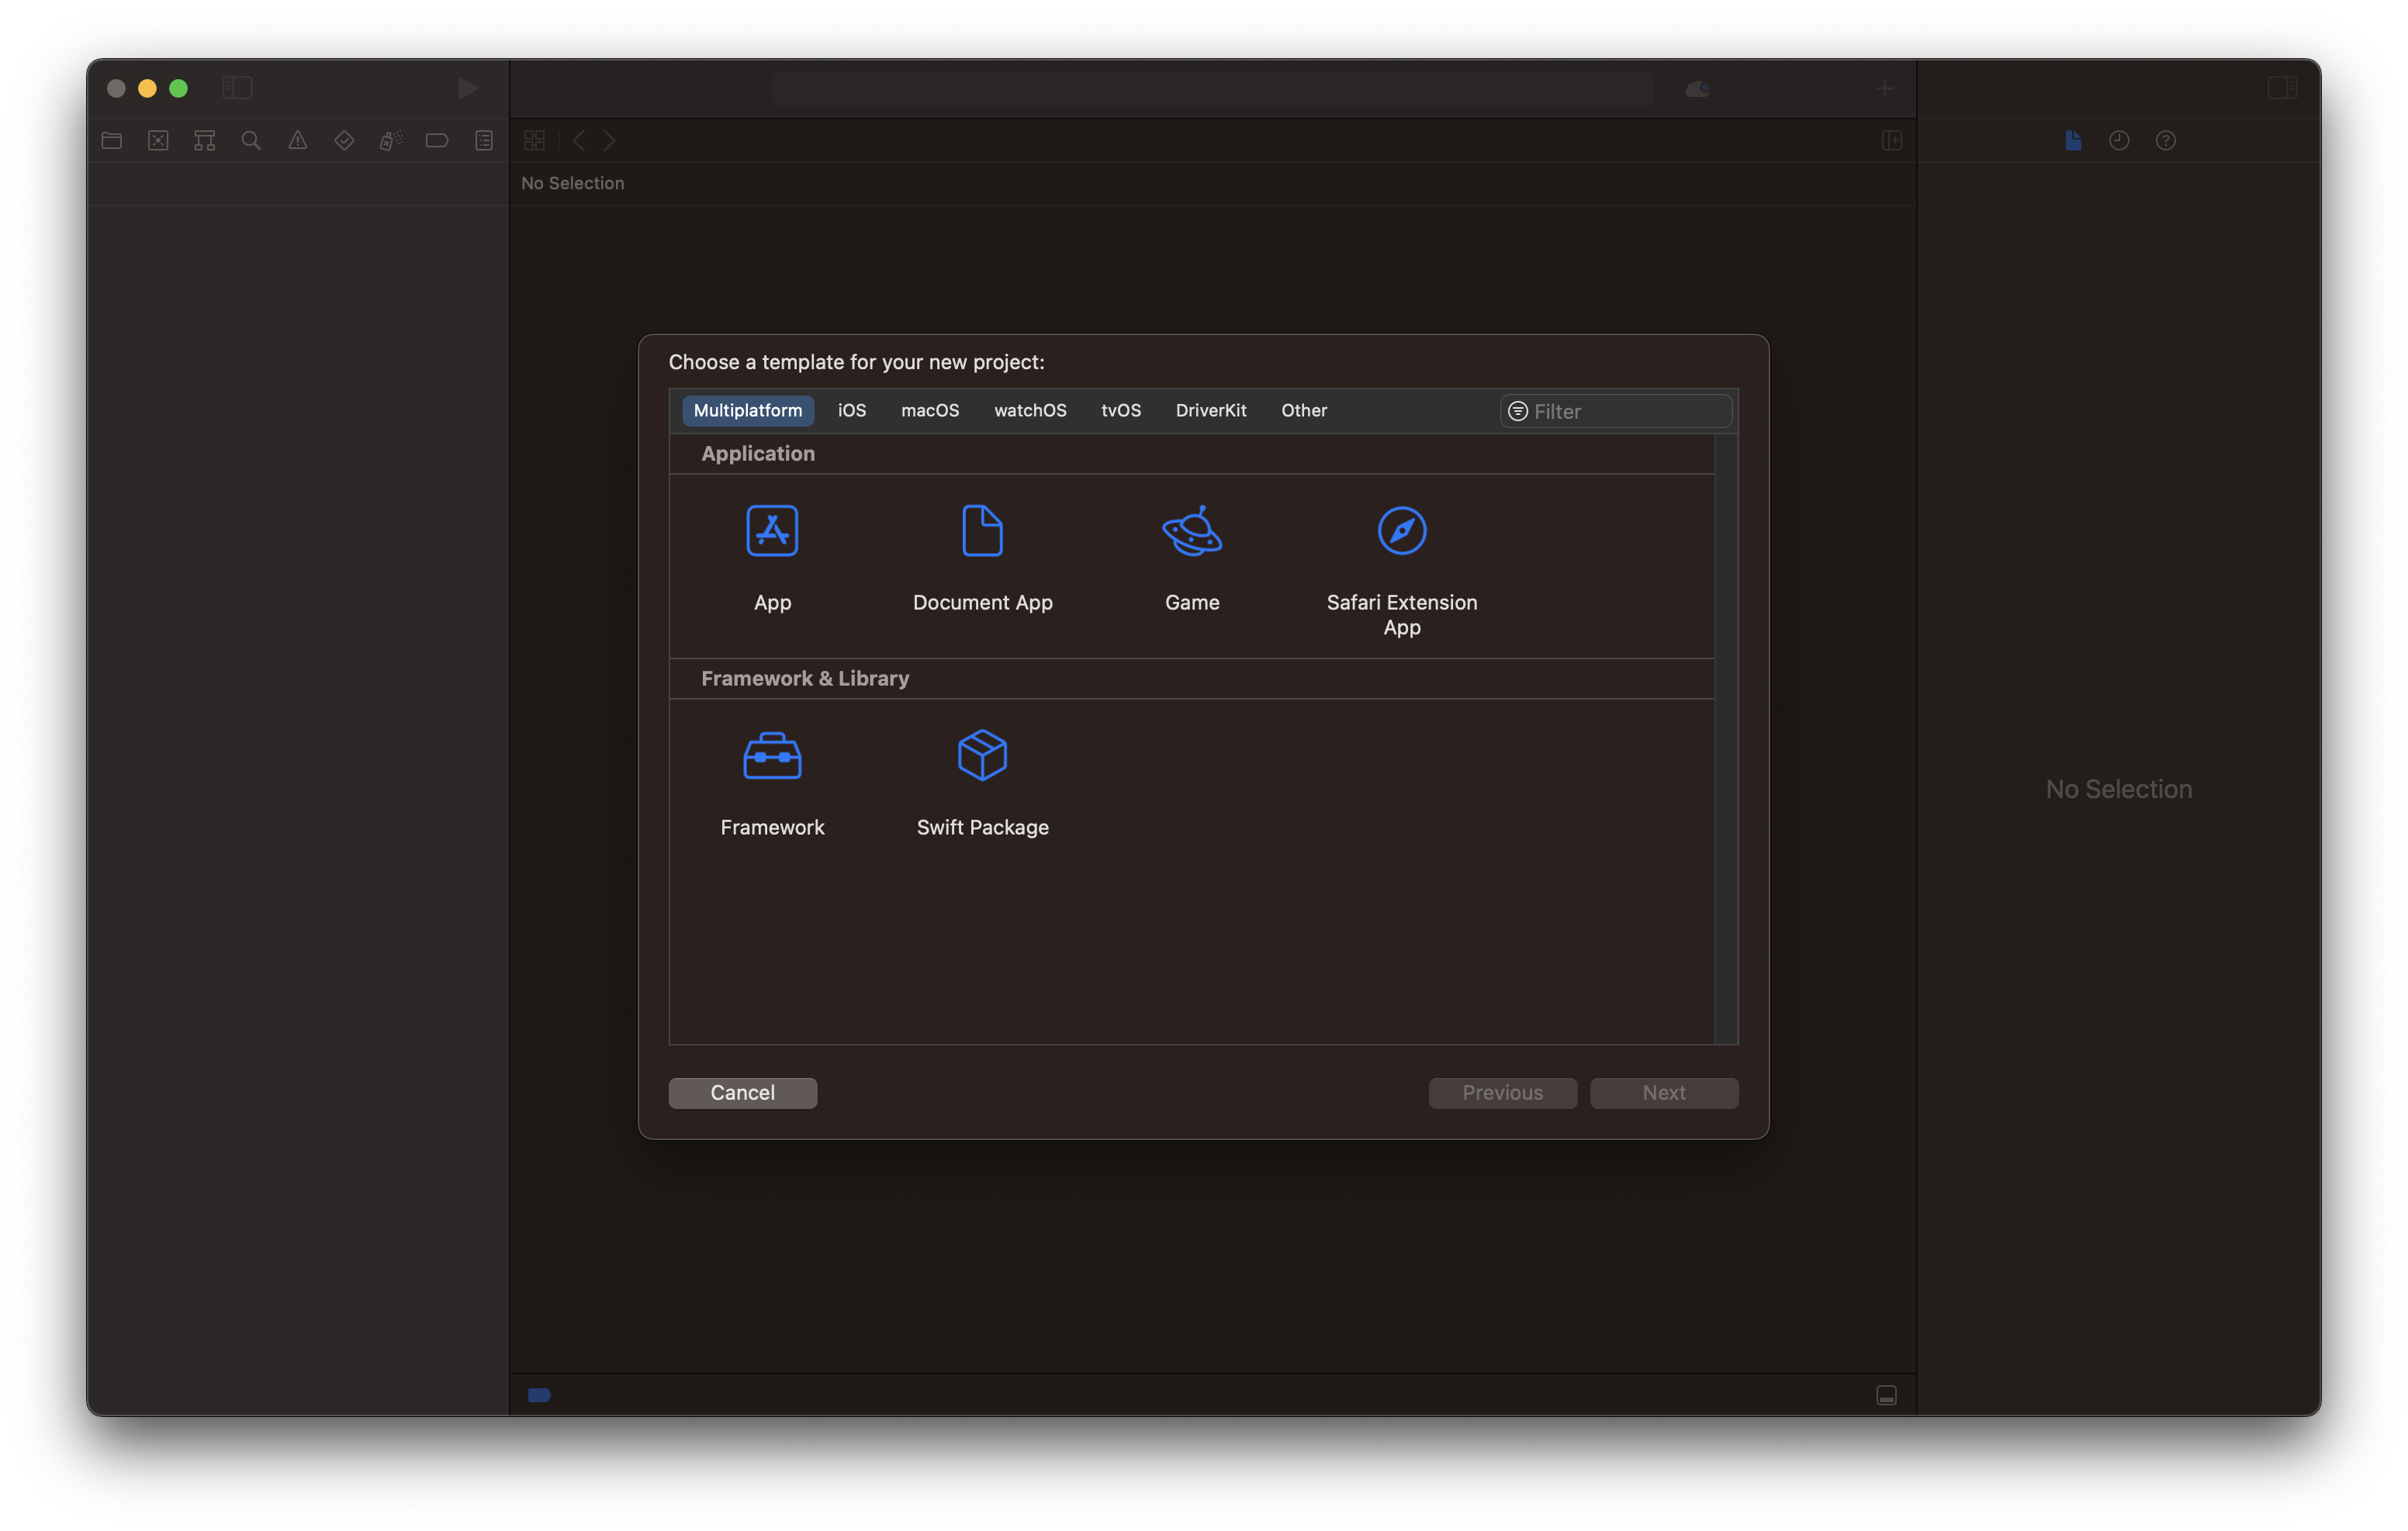 No Selection
Choose a template for your new project:
Multiplatform iOS macOS watchOS tvOS DriverKit Other Filter
Application
App Document App Game Safari Extension App
Framework & Library
Framework Swift Package
No Selection
Cancel Previous Next